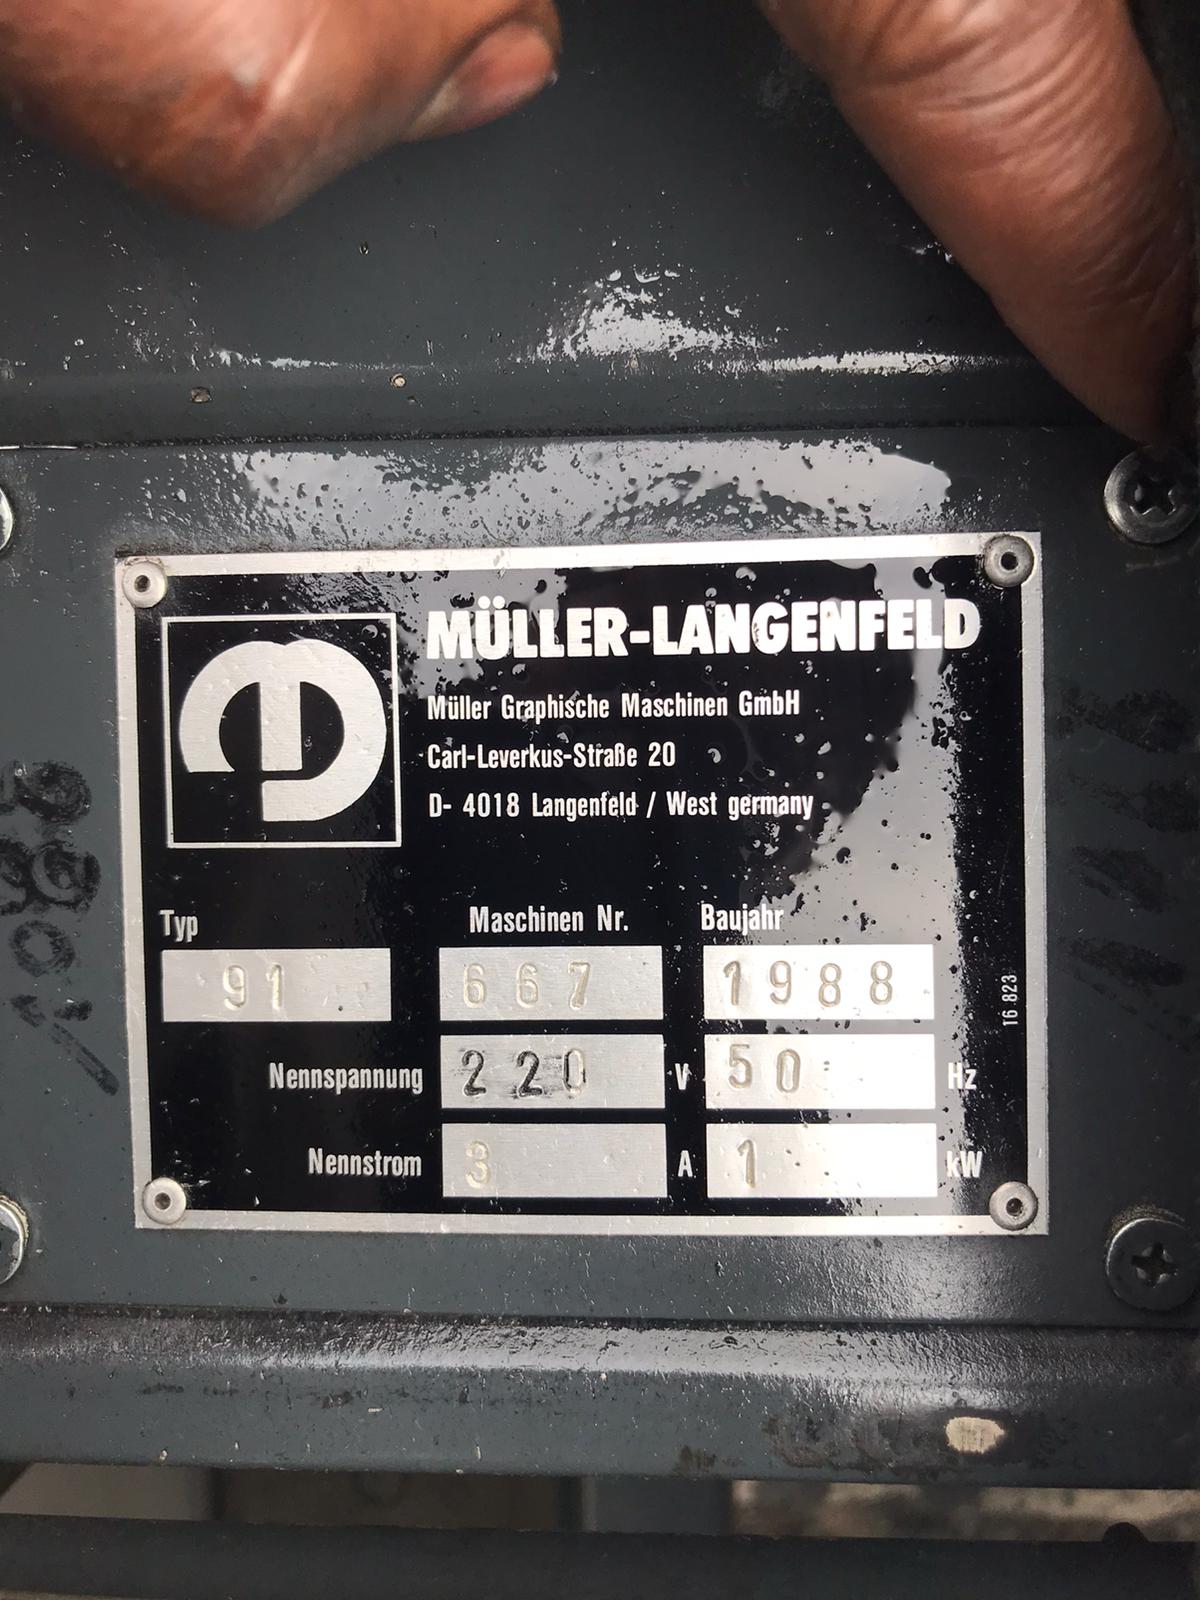 MÜLLER-LANGENFELD
Müller Graphische Maschinen GmbH
Carl-Leverkus-Straße 20
D- 4018 Langenfeld / West germany
Typ Maschinen Nr. Baujahr
91 667 1988
Nennspannung 220 V 50 Hz
Nennstrom 3 A 1 kW
16.823